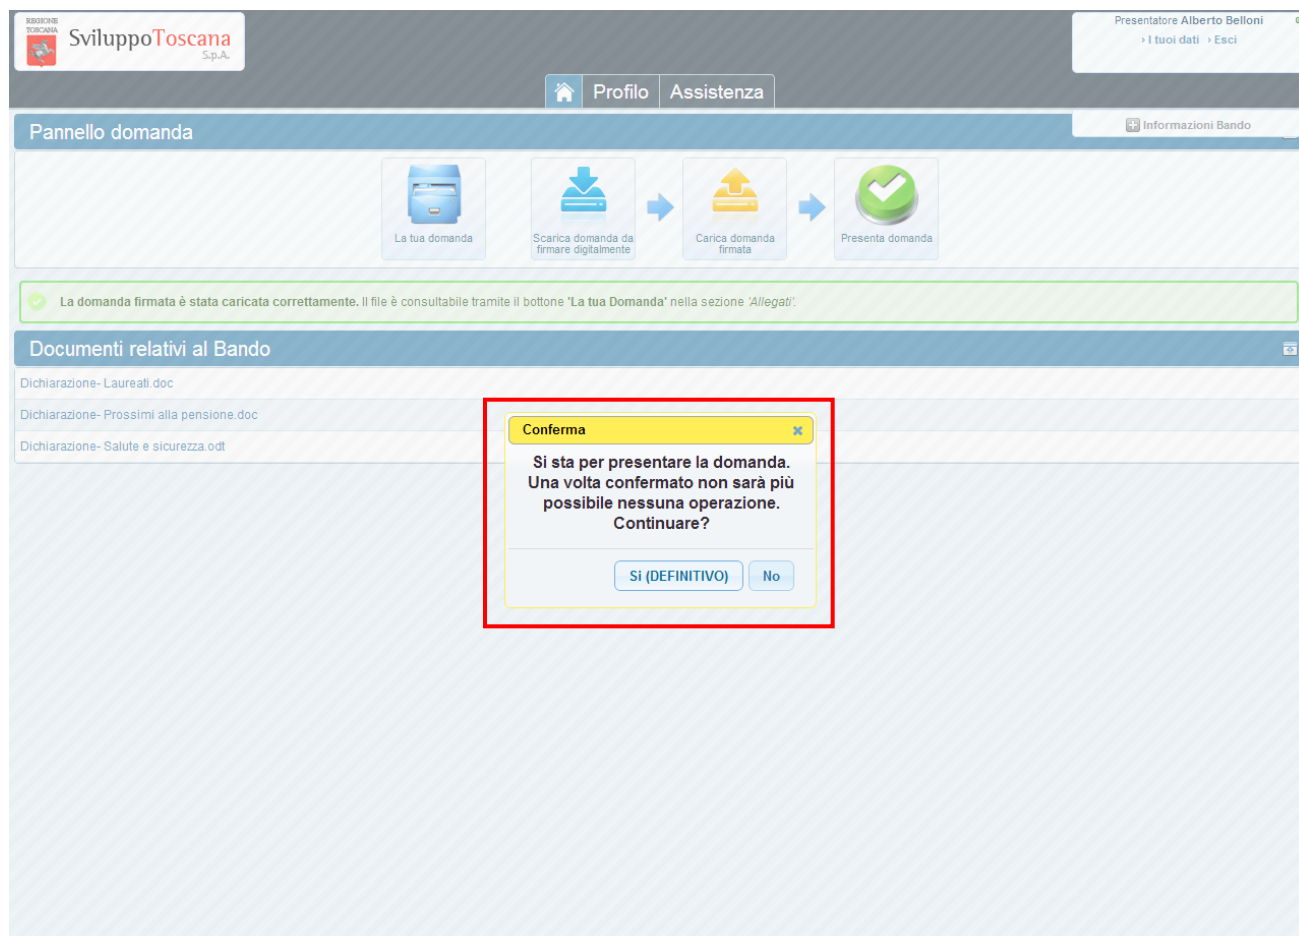 REGIONE
TOSCANA
SviluppoToscana
S.p.A.
Presentatore Alberto Belloni
› I tuoi dati › Esci
Profilo
Assistenza
Pannello domanda
Informazioni Bando
La tua domanda
Scarica domanda da
firmare digitalmente
Carica domanda
firmata
Presenta domanda
La domanda firmata è stata caricata correttamente. Il file è consultabile tramite il bottone 'La tua Domanda' nella sezione 'Allegati'.
Documenti relativi al Bando
Dichiarazione- Laureati.doc
Dichiarazione- Prossimi alla pensione.doc
Dichiarazione- Salute e sicurezza.odt
Conferma
Si sta per presentare la domanda.
Una volta confermato non sarà più
possibile nessuna operazione.
Continuare?
Si (DEFINITIVO)
No